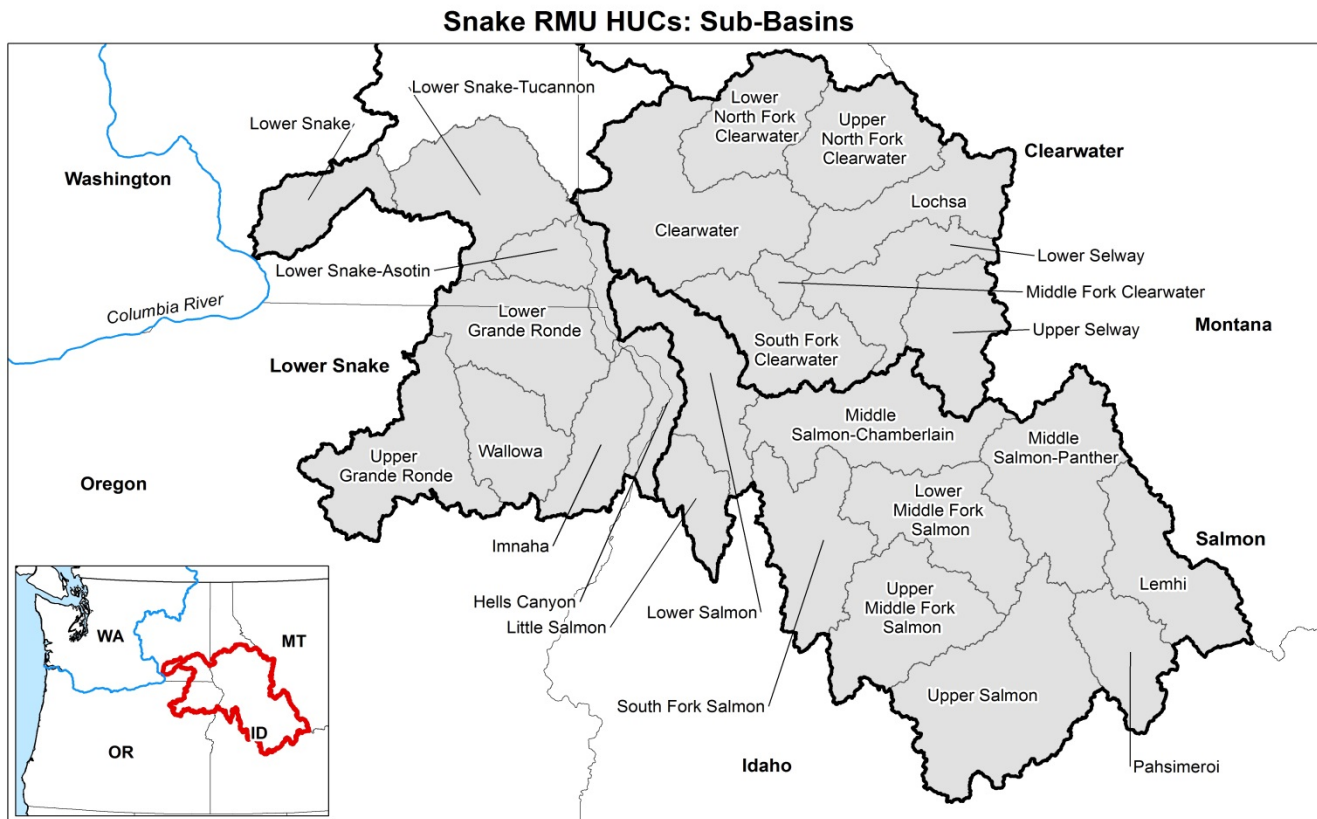 Snake RMU HUCs: Sub-Basins
Lower Snake-Tucannon
Lower Snake
Washington
Lower
North Fork
Clearwater
Upper
North Fork
Clearwater
Clearwater
Lochsa
Clearwater
Lower Selway
Lower Snake-Asotin
Middle Fork Clearwater
Columbia River
Lower
Grande Ronde
Montana
Upper Selway
South Fork
Clearwater
Lower Snake
Middle
Salmon-Chamberlain
Middle
Salmon-Panther
Wallowa
Upper
Grande Ronde
Oregon
Lower
Middle Fork
Salmon
Imnaha
Salmon
Lemhi
Hells Canyon
Little Salmon
Lower Salmon
Upper
Middle Fork
Salmon
South Fork Salmon
Upper Salmon
Idaho
Pahsimeroi
WA
MT
ID
OR